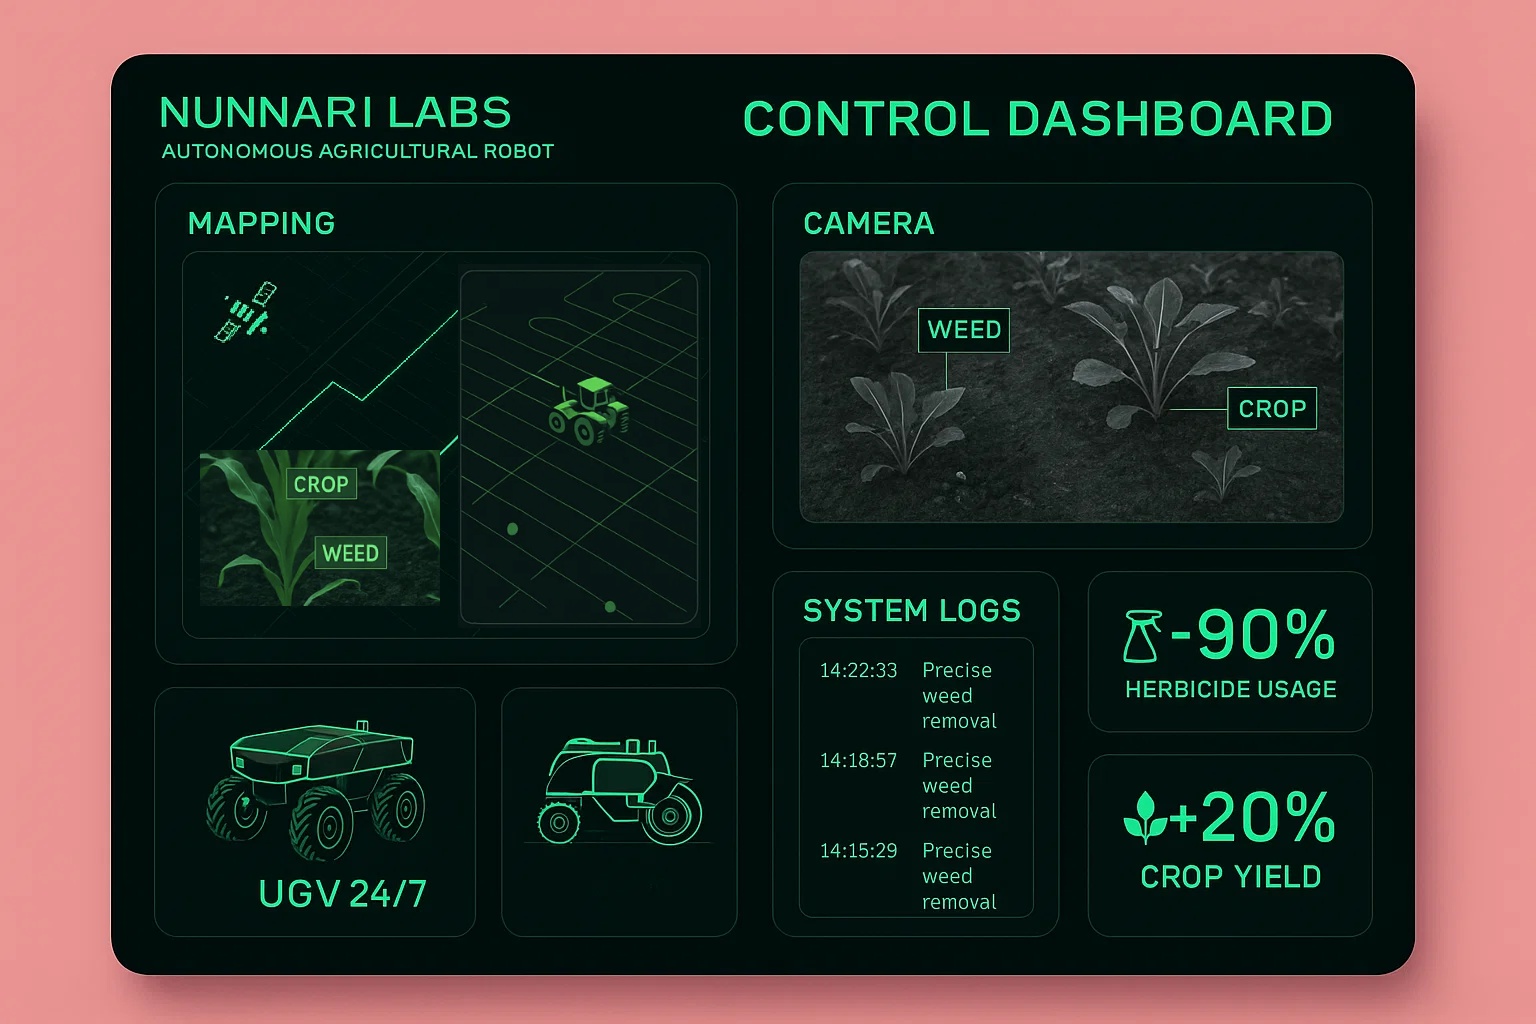 NUNNARI LABS
AUTONOMOUS AGRICULTURAL ROBOT
CONTROL DASHBOARD
MAPPING
CROP
WEED
CAMERA
WEED
CROP
UGV 24/7
SYSTEM LOGS
14:22:33 Precise
weed
removal
14:18:57 Precise
weed
removal
14:15:29 Precise
weed
removal
-90%
HERBICIDE USAGE
+20%
CROP YIELD